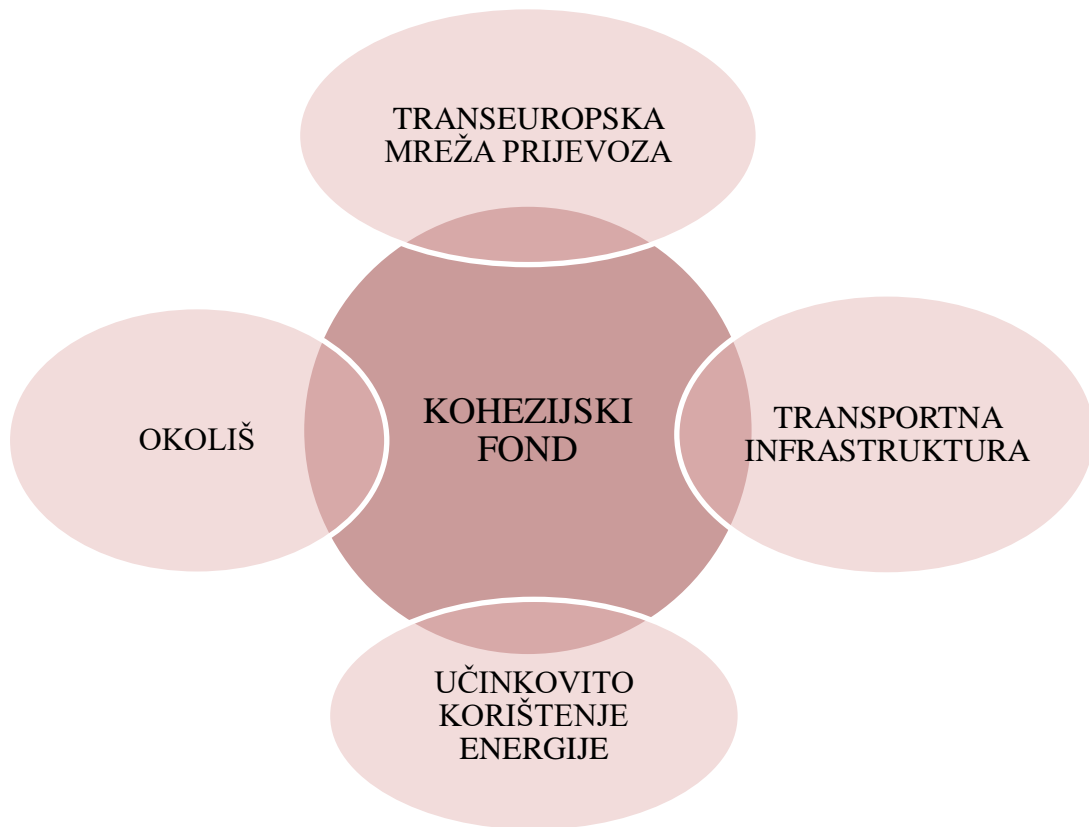 TRANSEUROPSKA
MREŽA PRIJEVOZA
OKOLIŠ
KOHEZIJSKI
FOND
TRANSPORTNA
INFRASTRUKTURA
UČINKOVITO
KORIŠTENJE
ENERGIJE